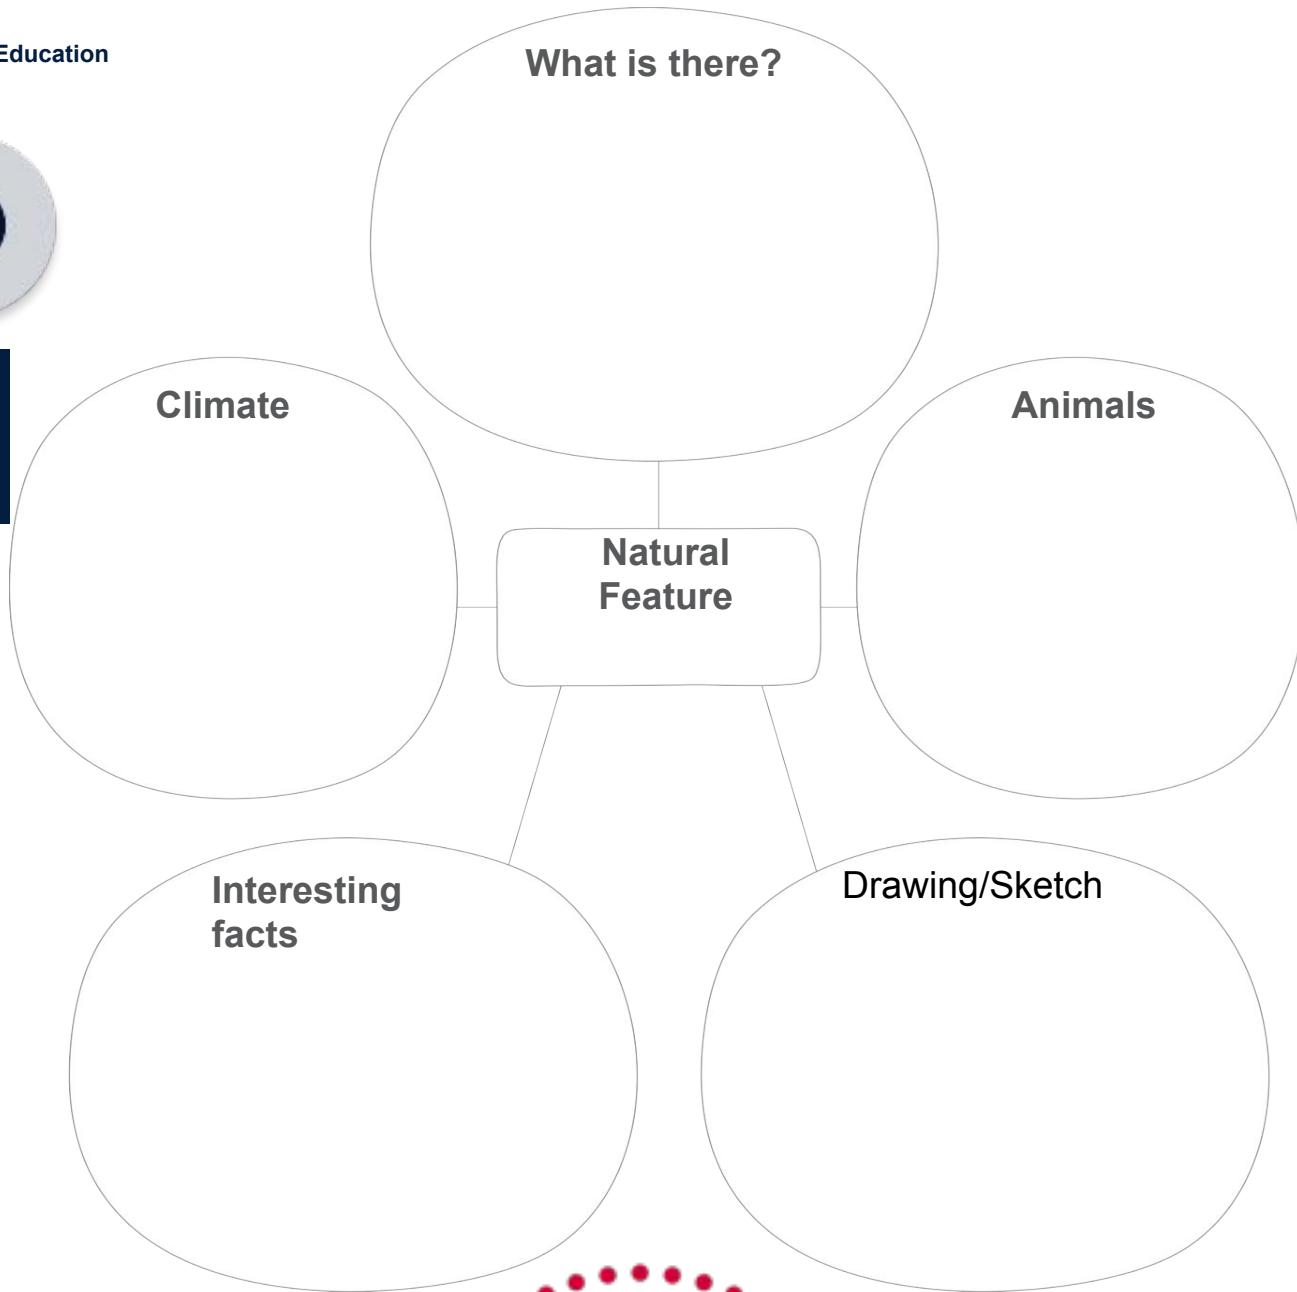 Education
What is there?
Climate
Animals
Natural
Feature
Interesting
facts
Drawing/Sketch